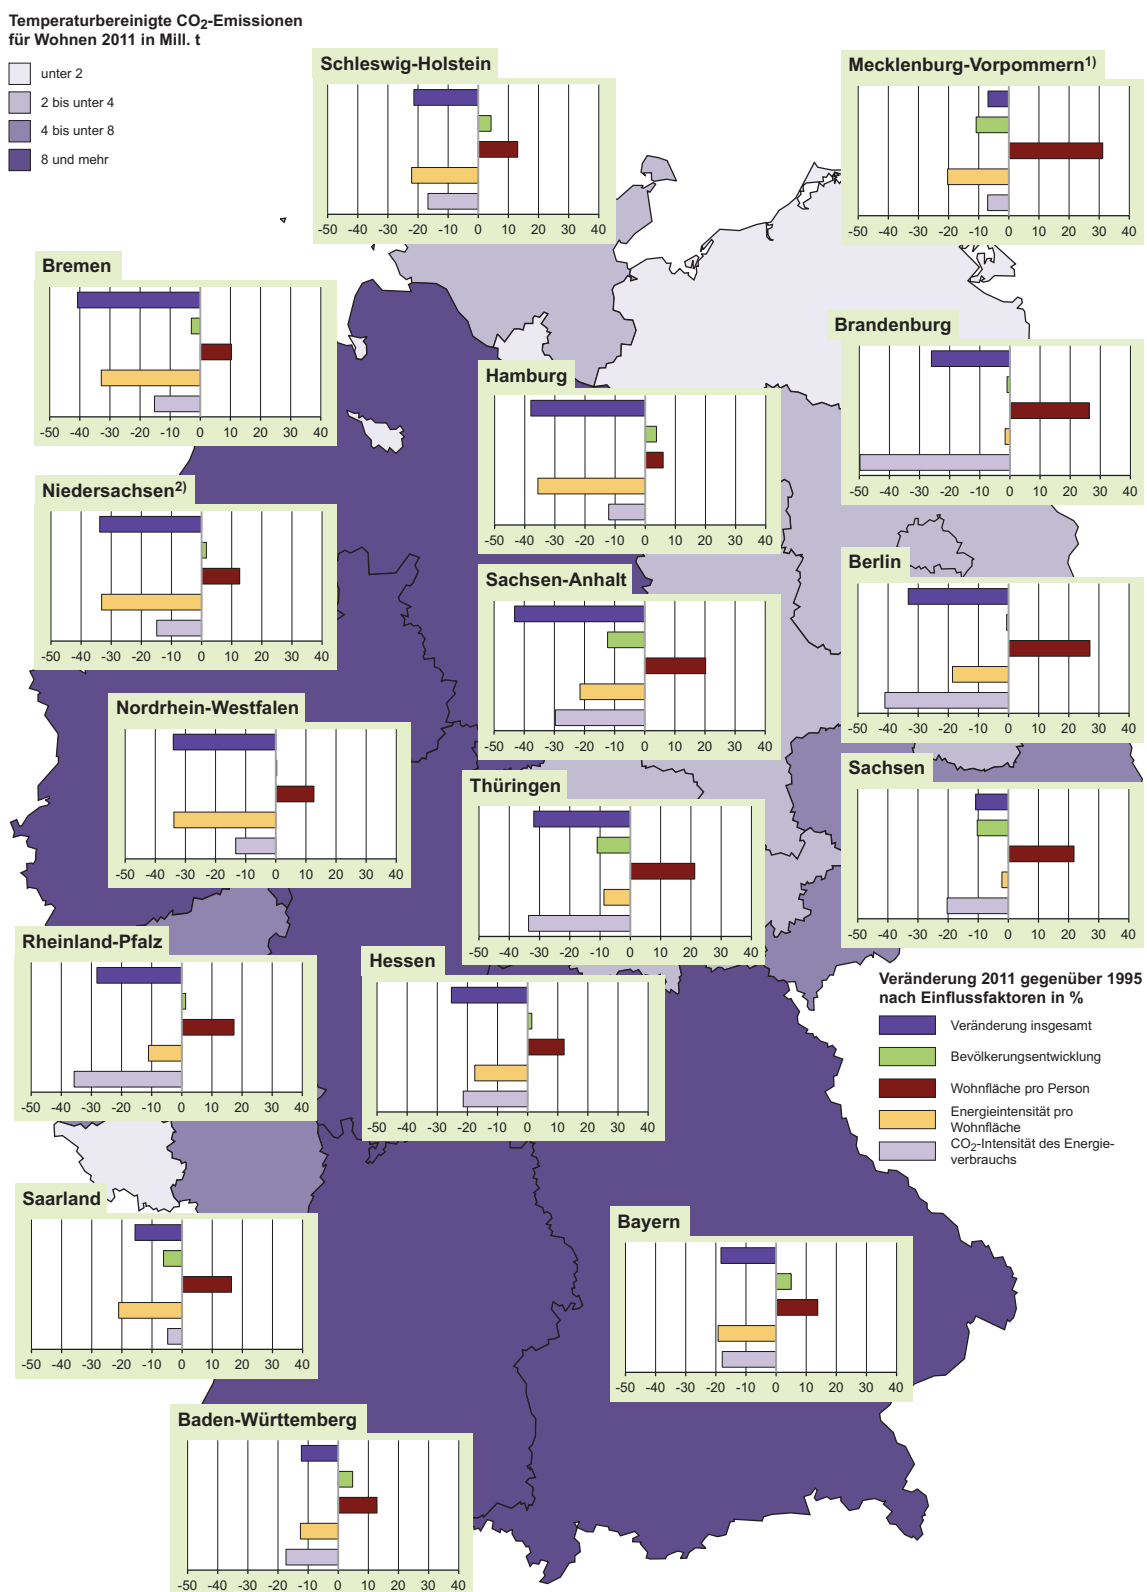 Temperaturbereinigte CO2-Emissionen
für Wohnen 2011 in Mill. t
unter 2
2 bis unter 4
4 bis unter 8
8 und mehr
Schleswig-Holstein
-50 -40 -30 -20 -10 0 10 20 30 40
Mecklenburg-Vorpommern1)
-50 -40 -30 -20 -10 0 10 20 30 40
Bremen
-50 -40 -30 -20 -10 0 10 20 30 40
Brandenburg
-50 -40 -30 -20 -10 0 10 20 30 40
Hamburg
-50 -40 -30 -20 -10 0 10 20 30 40
Niedersachsen2)
-50 -40 -30 -20 -10 0 10 20 30 40
Berlin
-50 -40 -30 -20 -10 0 10 20 30 40
Sachsen-Anhalt
-50 -40 -30 -20 -10 0 10 20 30 40
Nordrhein-Westfalen
-50 -40 -30 -20 -10 0 10 20 30 40
Sachsen
-50 -40 -30 -20 -10 0 10 20 30 40
Thüringen
-50 -40 -30 -20 -10 0 10 20 30 40
Rheinland-Pfalz
-50 -40 -30 -20 -10 0 10 20 30 40
Hessen
-50 -40 -30 -20 -10 0 10 20 30 40
Veränderung 2011 gegenüber 1995
nach Einflussfaktoren in %
Veränderung insgesamt
Bevölkerungsentwicklung
Wohnfläche pro Person
Energieintensität pro
Wohnfläche
CO2-Intensität des Energie-
verbrauchs
Saarland
-50 -40 -30 -20 -10 0 10 20 30 40
Bayern
-50 -40 -30 -20 -10 0 10 20 30 40
Baden-Württemberg
-50 -40 -30 -20 -10 0 10 20 30 40